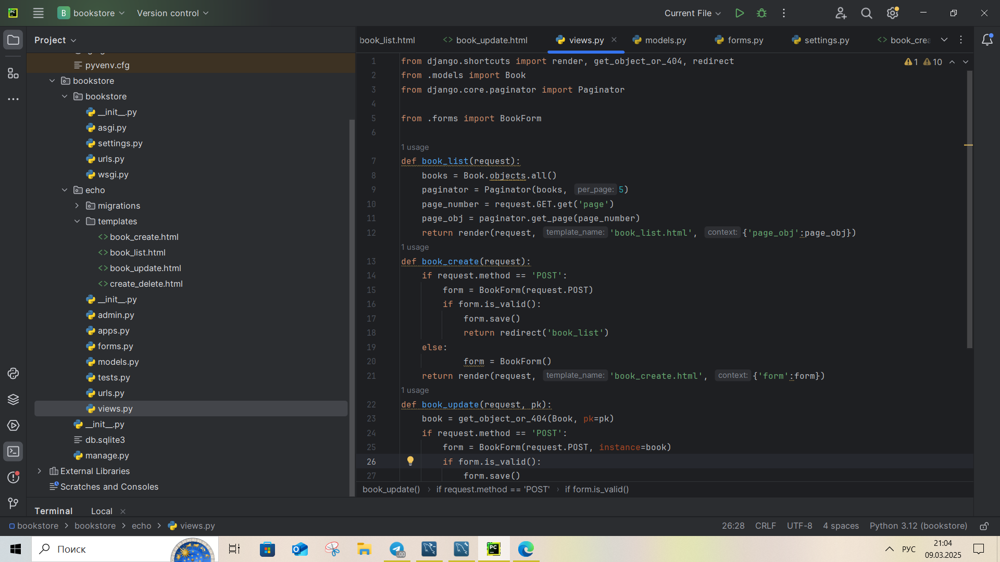 PC
B bookstore Version control
Current File
Project
pyvenv.cfg
bookstore
bookstore
__init__.py
asgi.py
settings.py
urls.py
wsgi.py
echo
migrations
templates
book_create.html
book_list.html
book_update.html
create_delete.html
__init__.py
admin.py
apps.py
forms.py
models.py
tests.py
urls.py
views.py
__init__.py
db.sqlite3
manage.py
External Libraries
Scratches and Consoles
book_list.html book_update.html views.py models.py forms.py settings.py book_crea
1 10
1 from django.shortcuts import render, get_object_or_404, redirect
2 from .models import Book
3 from django.core.paginator import Paginator
4
5 from .forms import BookForm
6
1 usage
7 def book_list(request):
8 books = Book.objects.all()
9 paginator = Paginator(books, per_page: 5)
10 page_number = request.GET.get('page')
11 page_obj = paginator.get_page(page_number)
12 return render(request, template_name: 'book_list.html', context: {'page_obj':page_obj})
1 usage
13 def book_create(request):
14 if request.method == 'POST':
15 form = BookForm(request.POST)
16 if form.is_valid():
17 form.save()
18 return redirect('book_list')
19 else:
20 form = BookForm()
21 return render(request, template_name: 'book_create.html', context: {'form':form})
1 usage
22 def book_update(request, pk):
23 book = get_object_or_404(Book, pk=pk)
24 if request.method == 'POST':
25 form = BookForm(request.POST, instance=book)
26 if form.is_valid():
27 form.save()
book_update() › if request.method == 'POST' › if form.is_valid()
Terminal Local
bookstore > bookstore > echo > views.py
26:28 CRLF UTF-8 4 spaces Python 3.12 (bookstore)
Поиск
.00
PC
РУС
21:04
09.03.2025